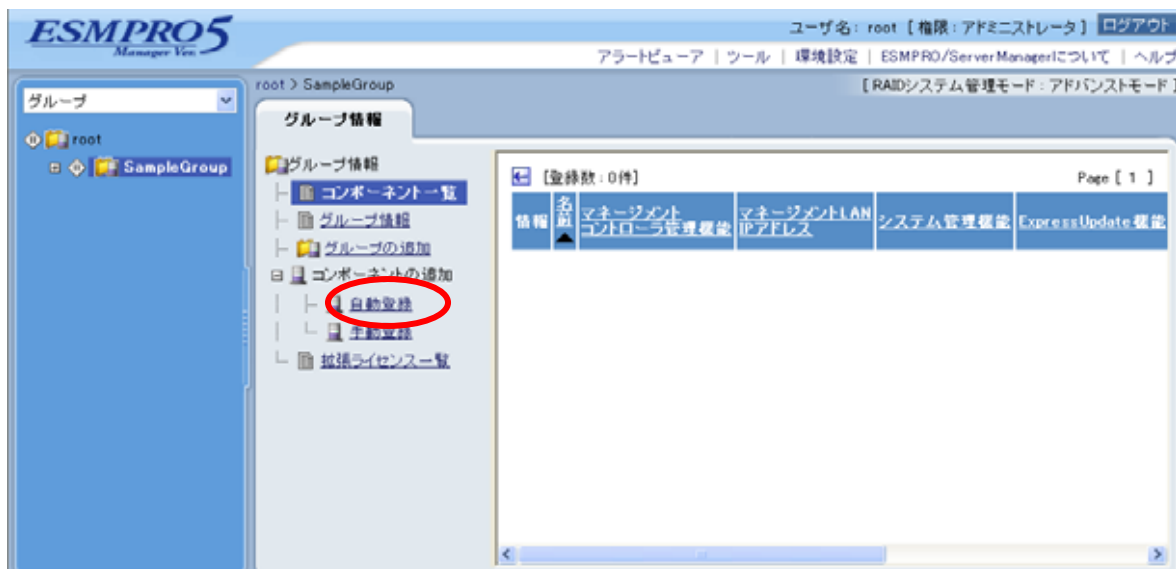 ESMPRO5
Manager Ver.
ユーザ名: root [ 権限 : アドミニストレータ ] ログアウト
アラートビューア | ツール | 環境設定 | ESMPRO/ServerManagerについて | ヘルプ
グループ
root
SampleGroup
root > SampleGroup
[ RAIDシステム管理モード : アドバンストモード ]
グループ情報
グループ情報
コンポーネント一覧
グループ情報
グループの追加
コンポーネントの追加
自動登録
手動登録
拡張ライセンス一覧
[登録数 : 0件]
Page [ 1 ]
情報
名前
マネージメントコントローラ管理機能
マネージメントLAN IPアドレス
システム管理機能
ExpressUpdate機能